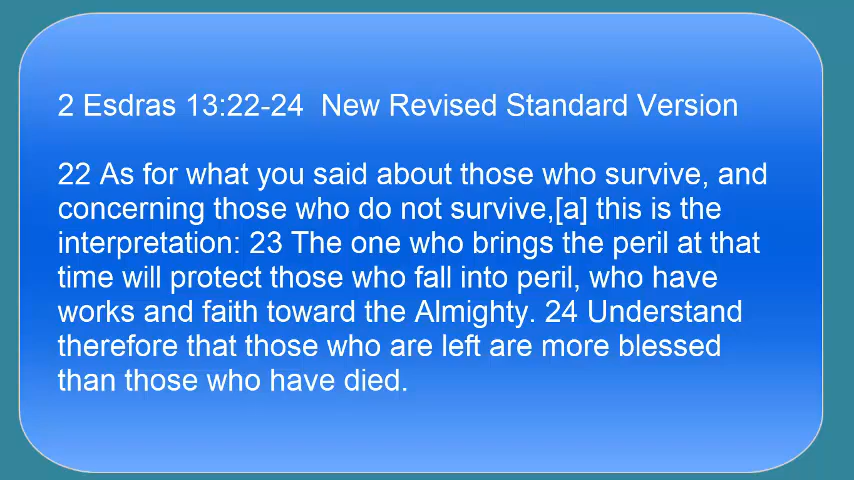 2 Esdras 13:22-24  New Revised Standard Version
22 As for what you said about those who survive, and
concerning those who do not survive,[a] this is the
interpretation: 23 The one who brings the peril at that
time will protect those who fall into peril, who have
works and faith toward the Almighty. 24 Understand
therefore that those who are left are more blessed
than those who have died.